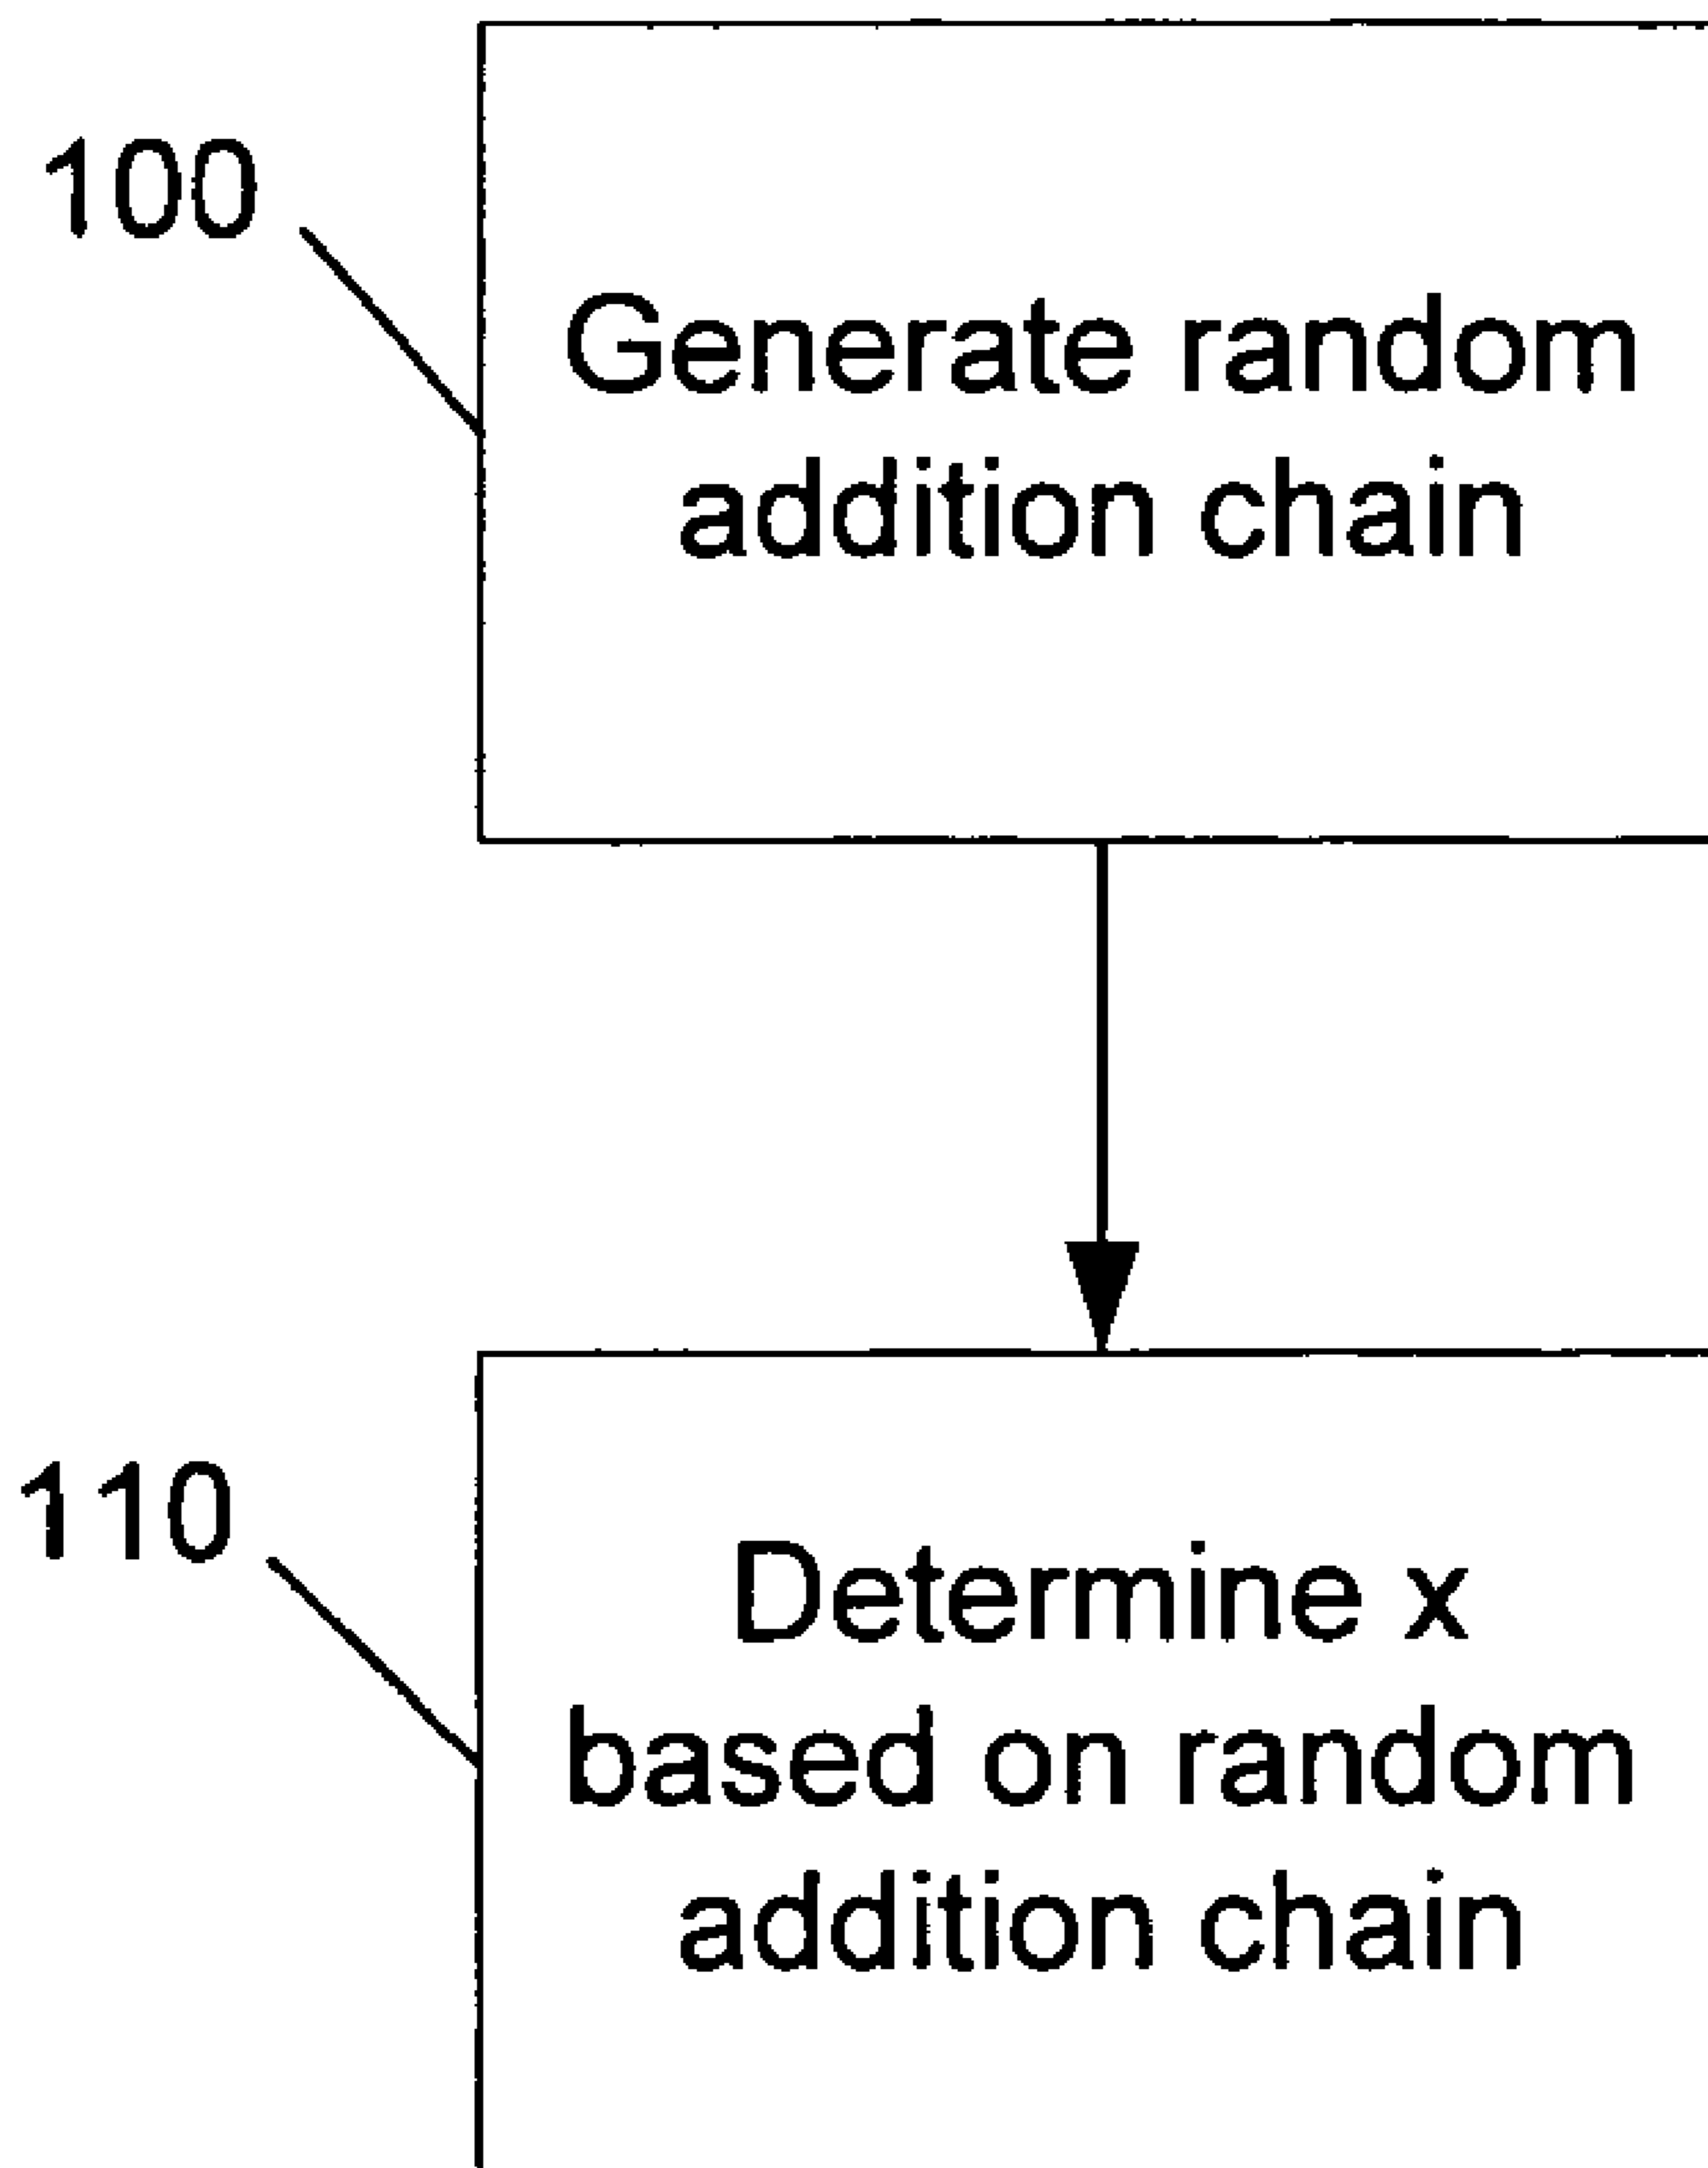 100
Generate random
addition chain
110
Determine x
based on random
addition chain